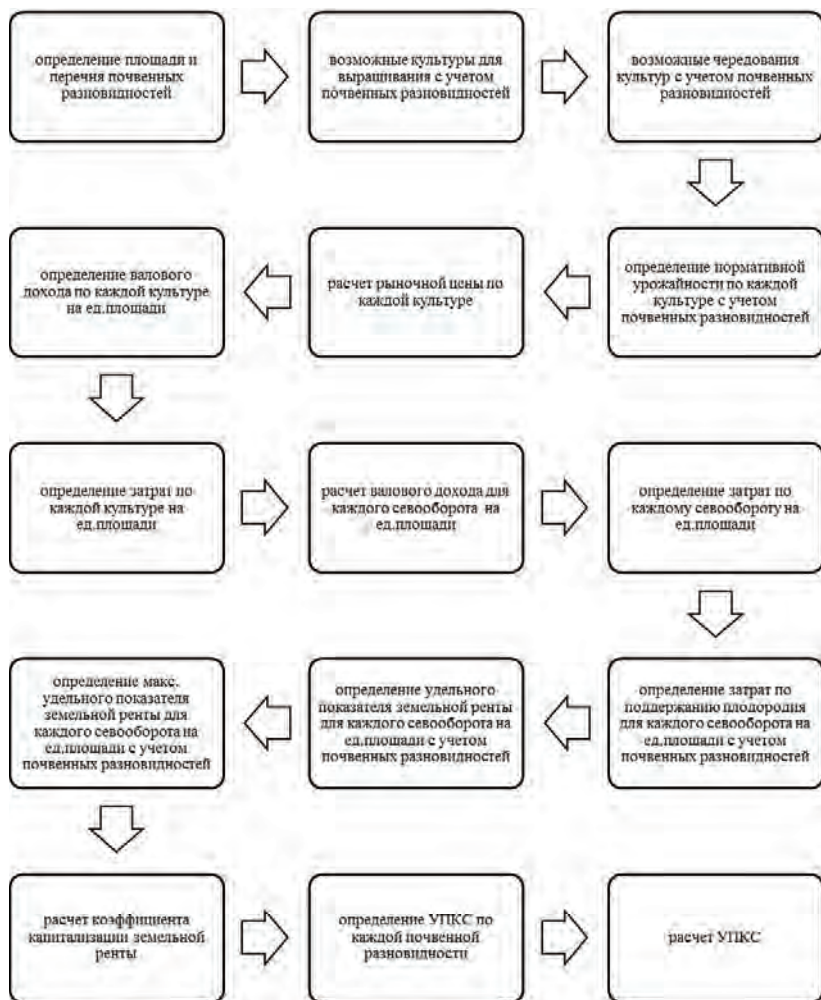 определение площади и
перечня почвенных
разновидностей
возможные культуры для
выращивания с учетом
почвенных разновидностей
возможные чередования
культур с учетом почвенных
разновидностей
определение нормативной
урожайности по каждой
культуре с учетом
почвенных разновидностей
расчет рыночной цены по
каждой культуре
определение валового
дохода по каждой культуре
на ед.площади
определение затрат по
каждой культуре на
ед.площади
расчет валового дохода для
каждого севооборота на
ед.площади
определение затрат по
каждому севообороту на
ед.площади
определение затрат по
поддержанию плодородия
для каждого севооборота на
ед.площади с учетом
почвенных разновидностей
определение удельного
показателя земельной ренты
для каждого севооборота на
ед.площади с учетом
почвенных разновидностей
определение макс.
удельного показателя
земельной ренты для
каждого севооборота на
ед.площади с учетом
почвенных разновидностей
расчет коэффициента
капитализации земельной
ренты
определение УПКС по
каждой почвенной
разновидности
расчет УПКС